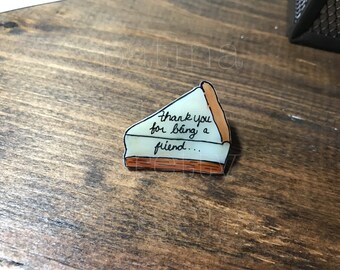 thank you
for being a
friend...